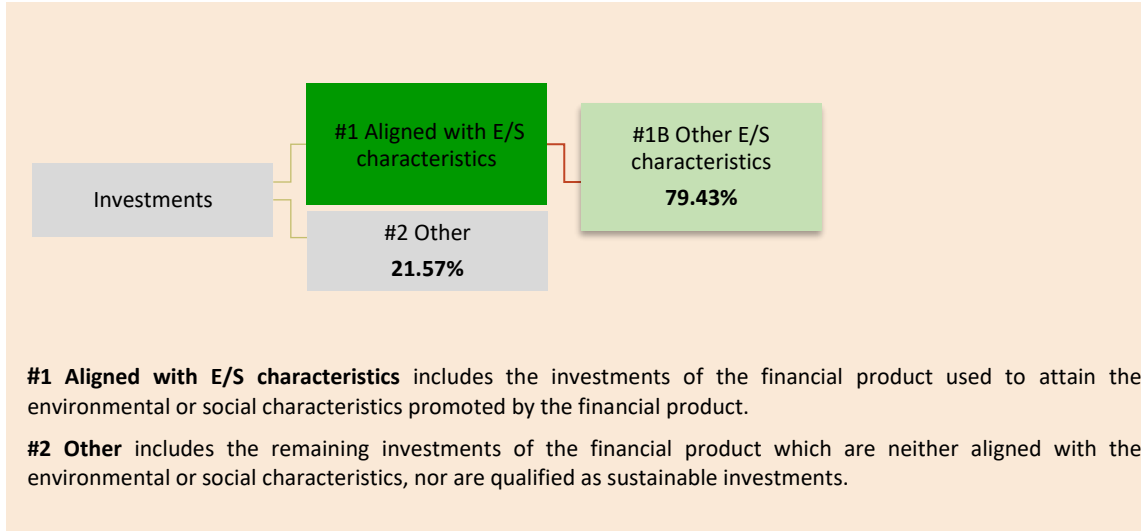 #1 Aligned with E/S
characteristics
#1B Other E/S
characteristics
79.43%
Investments
#2 Other
21.57%
#1 Aligned with E/S characteristics includes the investments of the financial product used to attain the
environmental or social characteristics promoted by the financial product.
#2 Other includes the remaining investments of the financial product which are neither aligned with the
environmental or social characteristics, nor are qualified as sustainable investments.